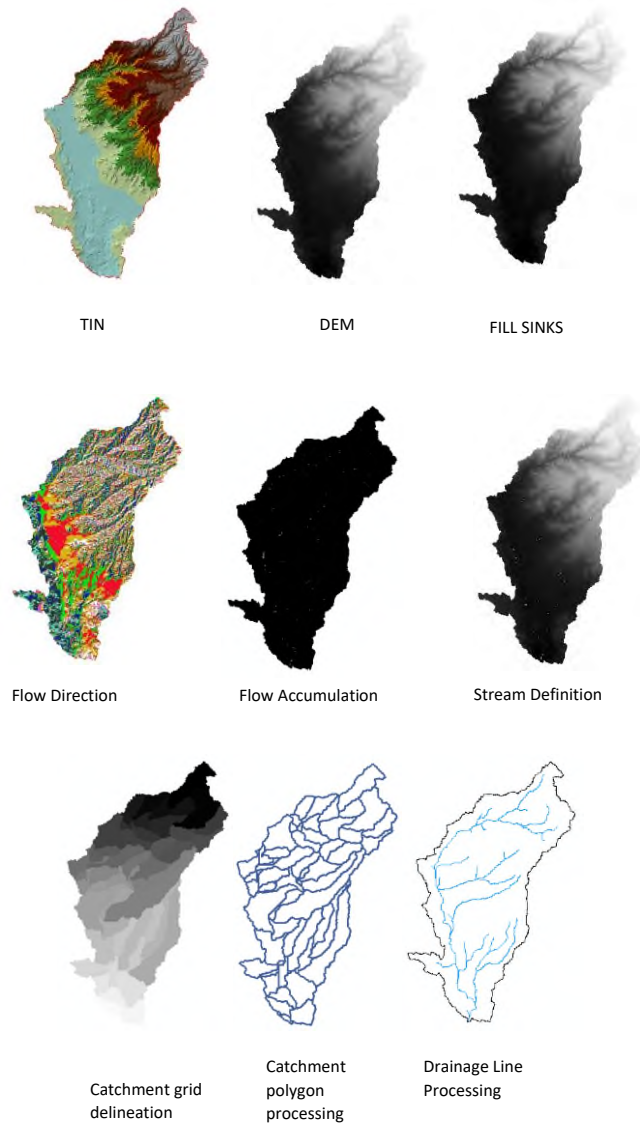 TIN
DEM
FILL SINKS
Flow Direction
Flow Accumulation
Stream Definition
Catchment grid
delineation
Catchment
polygon
processing
Drainage Line
Processing